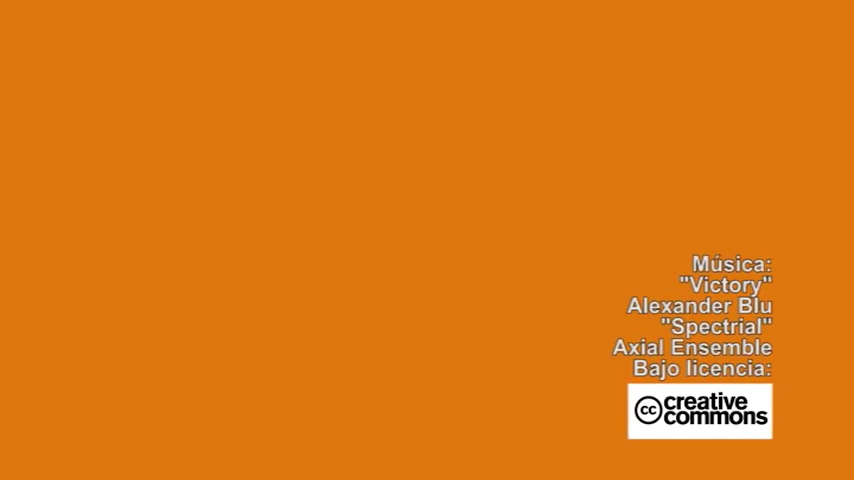 Música:
"Victory"
Alexander Blu
"Spectrial"
Axial Ensemble
Bajo licencia:
cc creative
commons